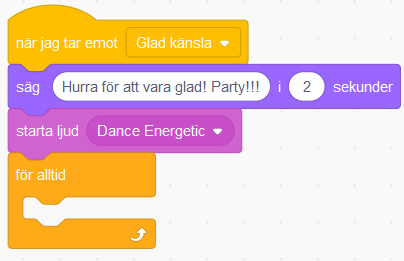 när jag tar emot Glad känsla
säg Hurra för att vara glad! Party!!! i 2 sekunder
starta ljud Dance Energetic
för alltid